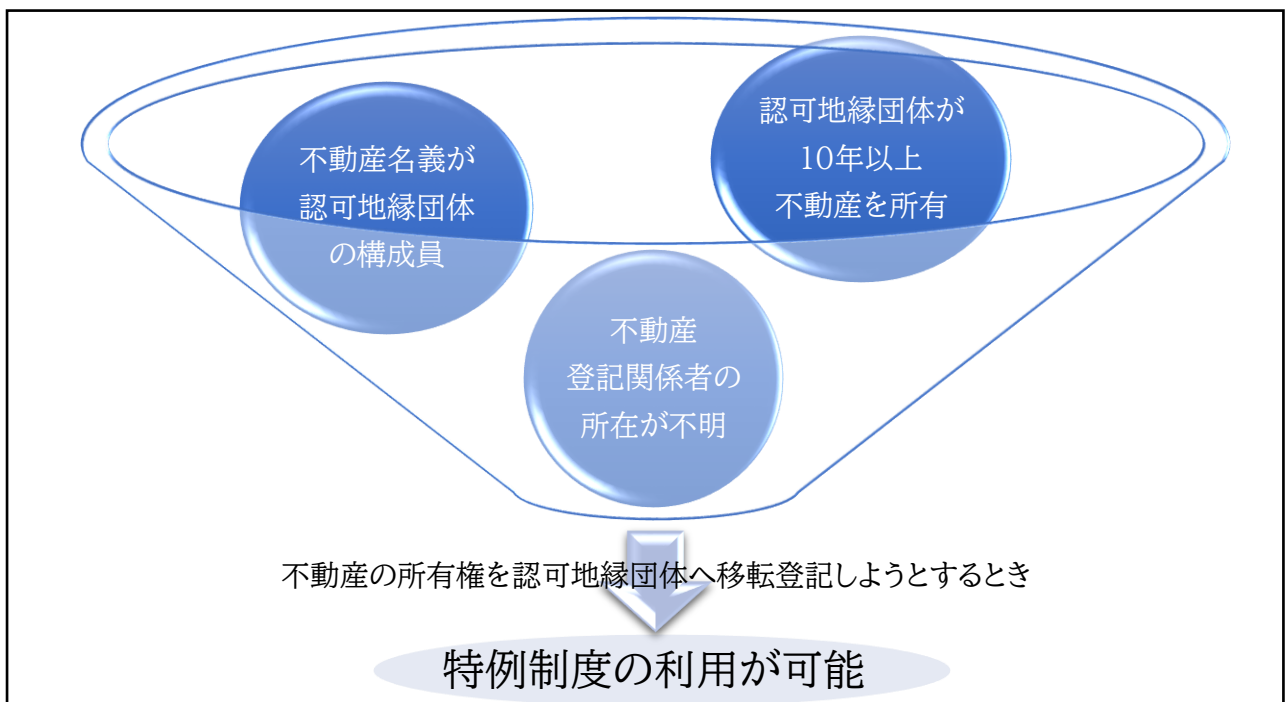 不動産名義が
認可地縁団体
の構成員
認可地縁団体が
10年以上
不動産を所有
不動産
登記関係者の
所在が不明
不動産の所有権を認可地縁団体へ移転登記しようとするとき
特例制度の利用が可能